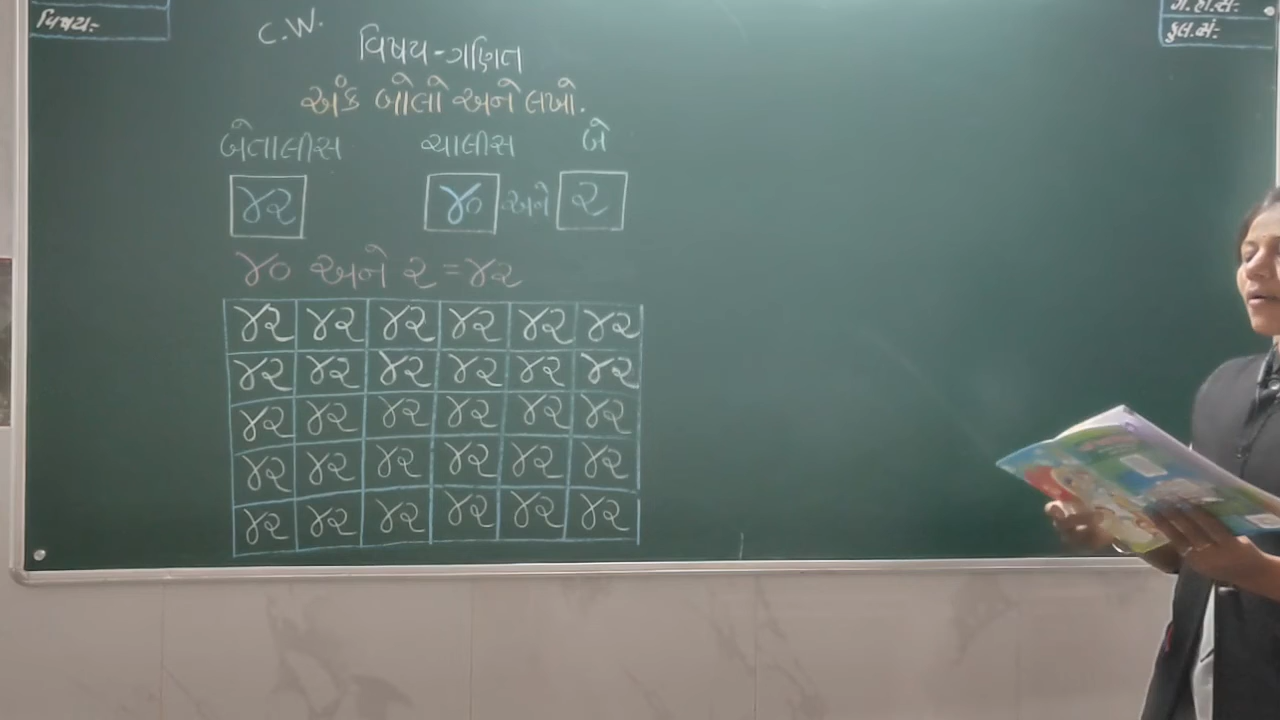 વિષય:-
ગ.હા.સ:-
કુલ.સં:-
C.W.
વિષય-ગણિત
અંક બોલો અને લખો.
બેતાલીસ ચાલીસ બે
૪૨ ૪૦ અને ૨
૪૦ અને ૨ = ૪૨
૪૨ ૪૨ ૪૨ ૪૨ ૪૨ ૪૨
૪૨ ૪૨ ૪૨ ૪૨ ૪૨ ૪૨
૪૨ ૪૨ ૪૨ ૪૨ ૪૨ ૪૨
૪૨ ૪૨ ૪૨ ૪૨ ૪૨ ૪૨
૪૨ ૪૨ ૪૨ ૪૨ ૪૨ ૪૨